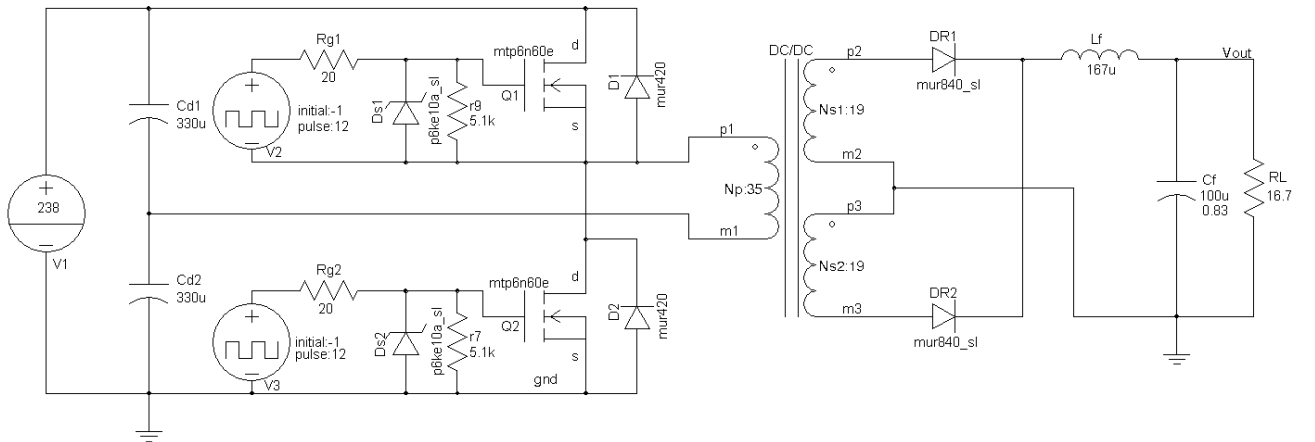 238
V1
Cd1
330u
Cd2
330u
Rg1
20
initial:-1
pulse:12
V2
Ds1
p6ke10a_sl
r9
5.1k
mtp6n60e
Q1
d
s
D1
mur420
Rg2
20
initial:-1
pulse:12
V3
Ds2
p6ke10a_sl
r7
5.1k
mtp6n60e
Q2
d
s
gnd
D2
mur420
DC/DC
p1
Np:35
m1
p2
Ns1:19
m2
p3
Ns2:19
m3
DR1
mur840_sl
DR2
mur840_sl
Lf
167u
Vout
Cf
100u
0.83
RL
16.7